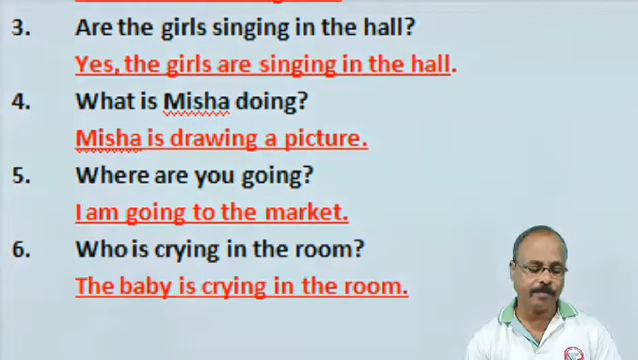 3. Are the girls singing in the hall?
Yes, the girls are singing in the hall.
4. What is Misha doing?
Misha is drawing a picture.
5. Where are you going?
I am going to the market.
6. Who is crying in the room?
The baby is crying in the room.